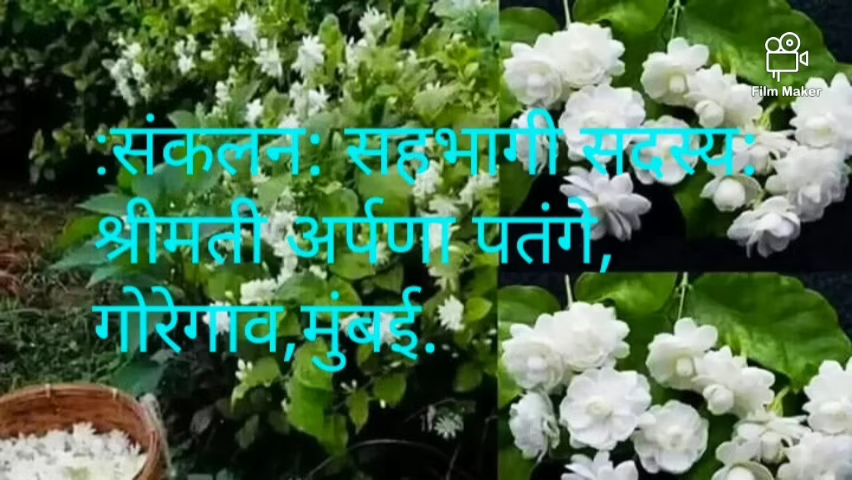 Film Maker
:संकलन: सहभागी सदस्य:
श्रीमती अर्पणा पतंगे,
गोरेगाव,मुंबई.